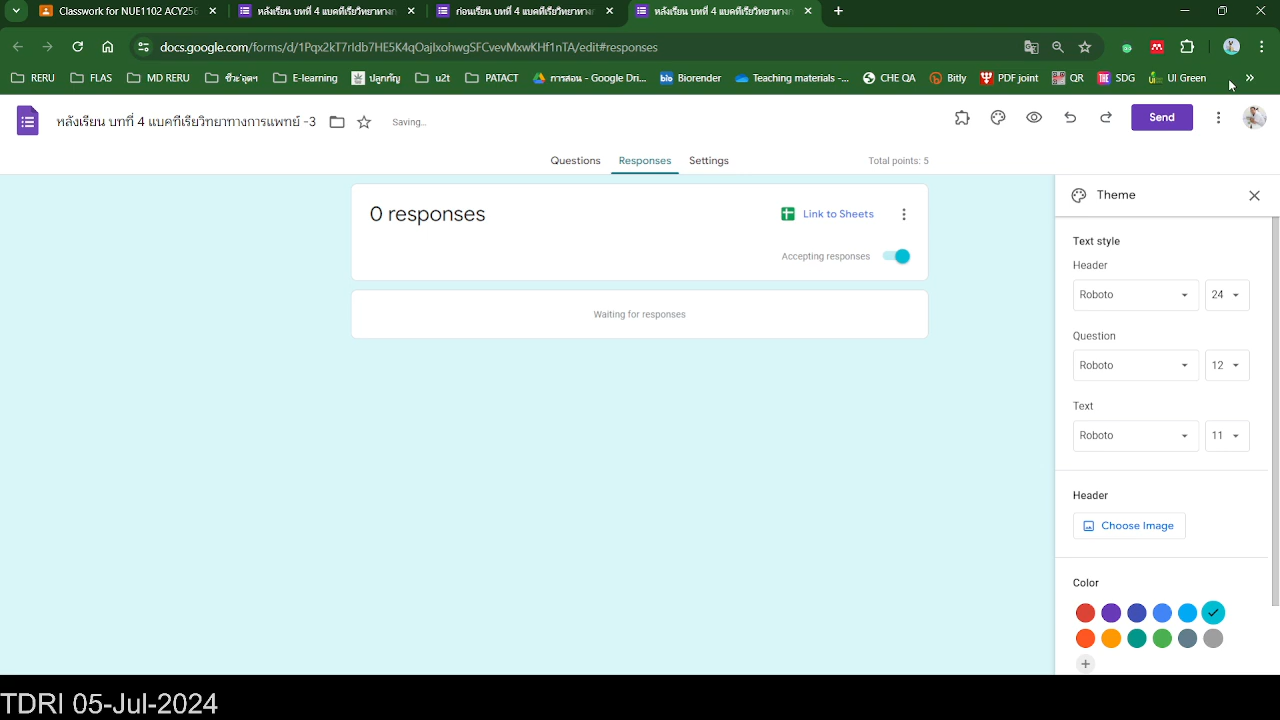 Classwork for NUE1102 ACY256
หลังเรียน บทที่ 4 แบคทีเรียวิทยาทาง
ก่อนเรียน บทที่ 4 แบคทีเรียวิทยาทาง
หลังเรียน บทที่ 4 แบคทีเรียวิทยาทาง
docs.google.com/forms/d/1Pqx2kT7rIdb7HE5K4qOajlxohwgSFCvevMxwKHf1nTA/edit#responses
RERU FLAS MD RERU E-learning ปลุกกัญ u2t PATACT การสอน - Google Dri... Biorender Teaching materials -... CHE QA Bitly PDF joint QR SDG UI Green
หลังเรียน บทที่ 4 แบคทีเรียวิทยาทางการแพทย์ -3
Saving...
Send
Questions Responses Settings
Total points: 5
0 responses
Link to Sheets
Accepting responses
Waiting for responses
Theme
Text style
Header
Roboto 24
Question
Roboto 12
Text
Roboto 11
Header
Choose Image
Color
TDRI 05-Jul-2024